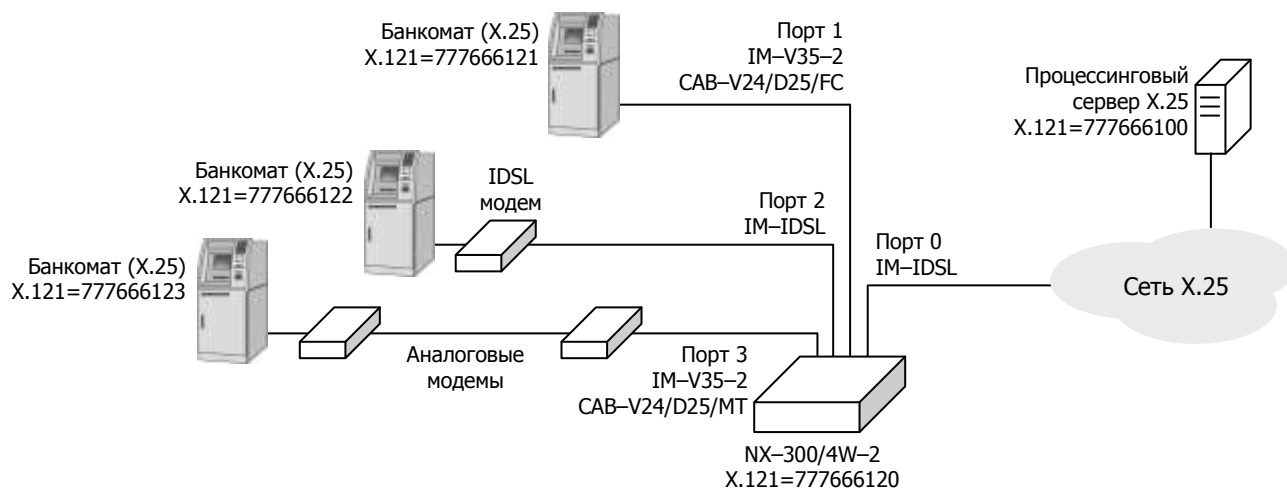 Банкомат (X.25)
X.121=777666121
Порт 1
IM–V35–2
CAB–V24/D25/FC
Процессинговый
сервер X.25
X.121=777666100
Банкомат (X.25)
X.121=777666122
IDSL
модем
Порт 2
IM–IDSL
Порт 0
IM–IDSL
Сеть X.25
Банкомат (X.25)
X.121=777666123
Аналоговые
модемы
Порт 3
IM–V35–2
CAB–V24/D25/MT
NX–300/4W–2
X.121=777666120